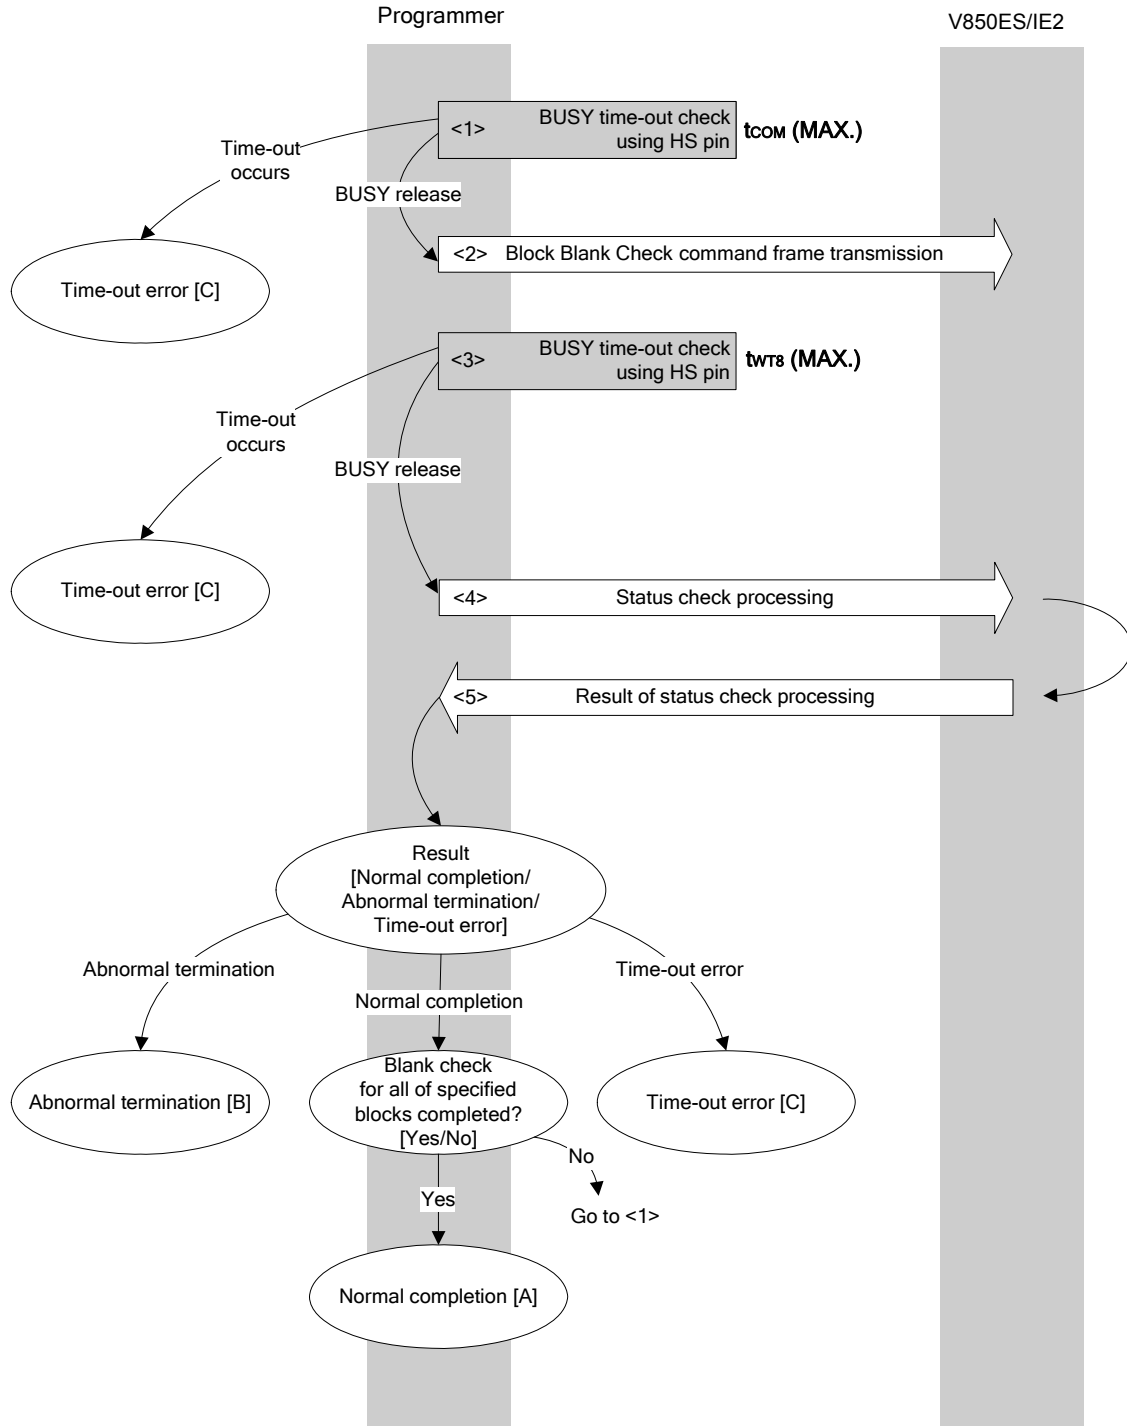 Programmer
V850ES/IE2
<1>
BUSY time-out check
using HS pin
tCOM (MAX.)
Time-out
occurs
BUSY release
<2> Block Blank Check command frame transmission
Time-out error [C]
<3>
BUSY time-out check
using HS pin
tWT8 (MAX.)
Time-out
occurs
BUSY release
Time-out error [C]
<4> Status check processing
<5> Result of status check processing
Result
[Normal completion/
Abnormal termination/
Time-out error]
Abnormal termination
Normal completion
Time-out error
Abnormal termination [B]
Blank check
for all of specified
blocks completed?
[Yes/No]
Time-out error [C]
No
Go to <1>
Yes
Normal completion [A]